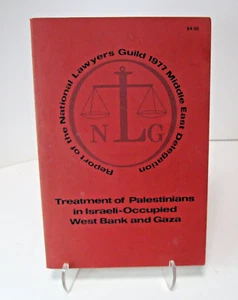 $4.00
Report of the National Lawyers Guild 1977 Middle East Delegation
N L G
Treatment of Palestinians
in Israeli-Occupied
West Bank and Gaza